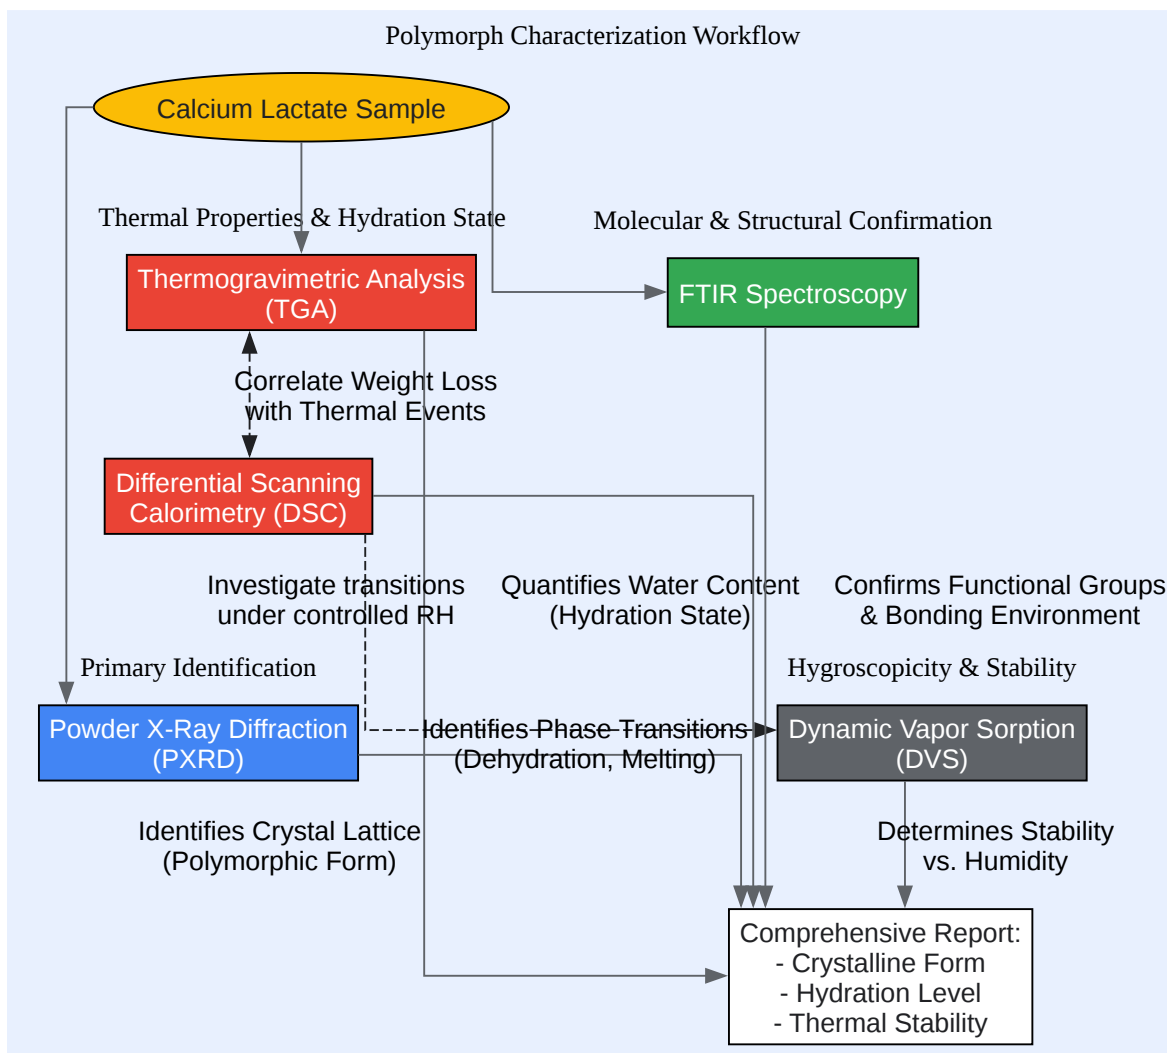 Polymorph Characterization Workflow
Calcium Lactate Sample
Thermal Properties & Hydration State
Molecular & Structural Confirmation
Thermogravimetric Analysis
(TGA)
FTIR Spectroscopy
Correlate Weight Loss
with Thermal Events
Differential Scanning
Calorimetry (DSC)
Investigate transitions
under controlled RH
Quantifies Water Content
(Hydration State)
Confirms Functional Groups
& Bonding Environment
Primary Identification
Hygroscopicity & Stability
Powder X-Ray Diffraction
(PXRD)
Identifies Phase Transitions
(Dehydration, Melting)
Dynamic Vapor Sorption
(DVS)
Identifies Crystal Lattice
(Polymorphic Form)
Determines Stability
vs. Humidity
Comprehensive Report:
- Crystalline Form
- Hydration Level
- Thermal Stability